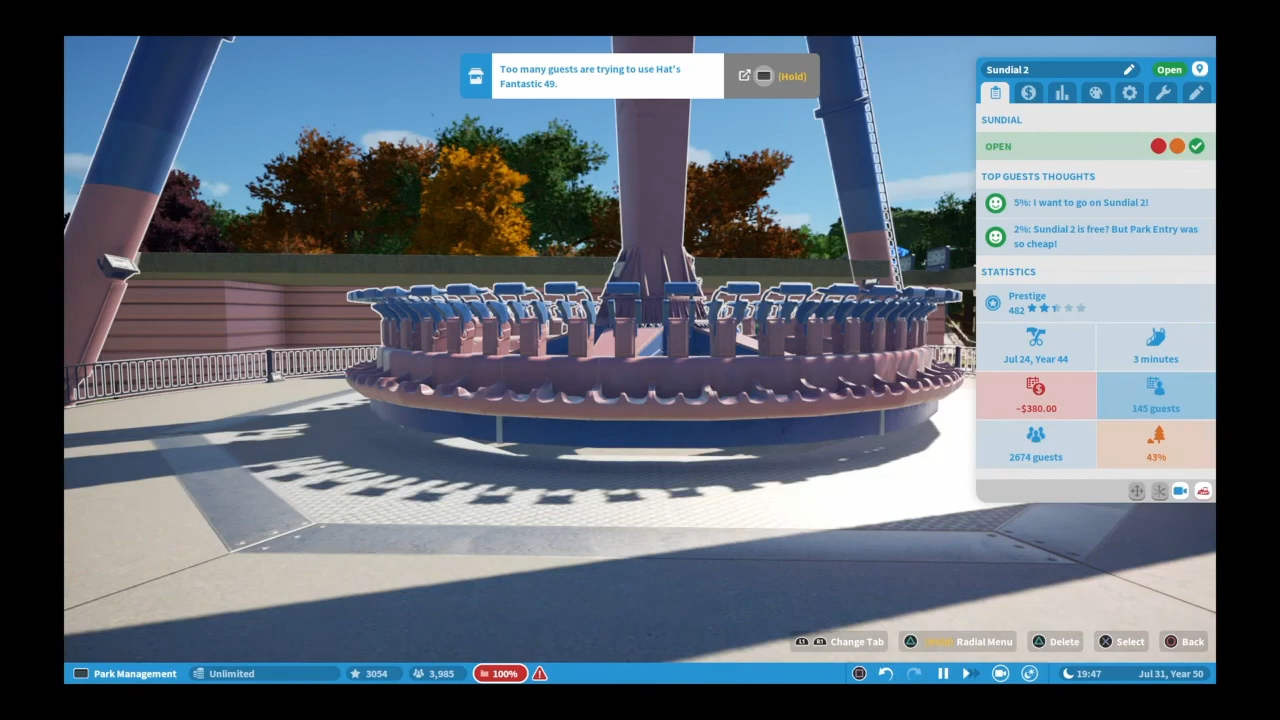 Too many guests are trying to use Hat's
Fantastic 49.
(Hold)
Sundial 2
Open
SUNDIAL
OPEN
TOP GUESTS THOUGHTS
5%: I want to go on Sundial 2!
2%: Sundial 2 is free? But Park Entry was
so cheap!
STATISTICS
Prestige
482
Jul 24, Year 44
3 minutes
-$380.00
145 guests
2674 guests
43%
L1 R1 Change Tab
(Hold) Radial Menu
Delete
Select
Back
Park Management
Unlimited
3054
3,985
100%
19:47
Jul 31, Year 50